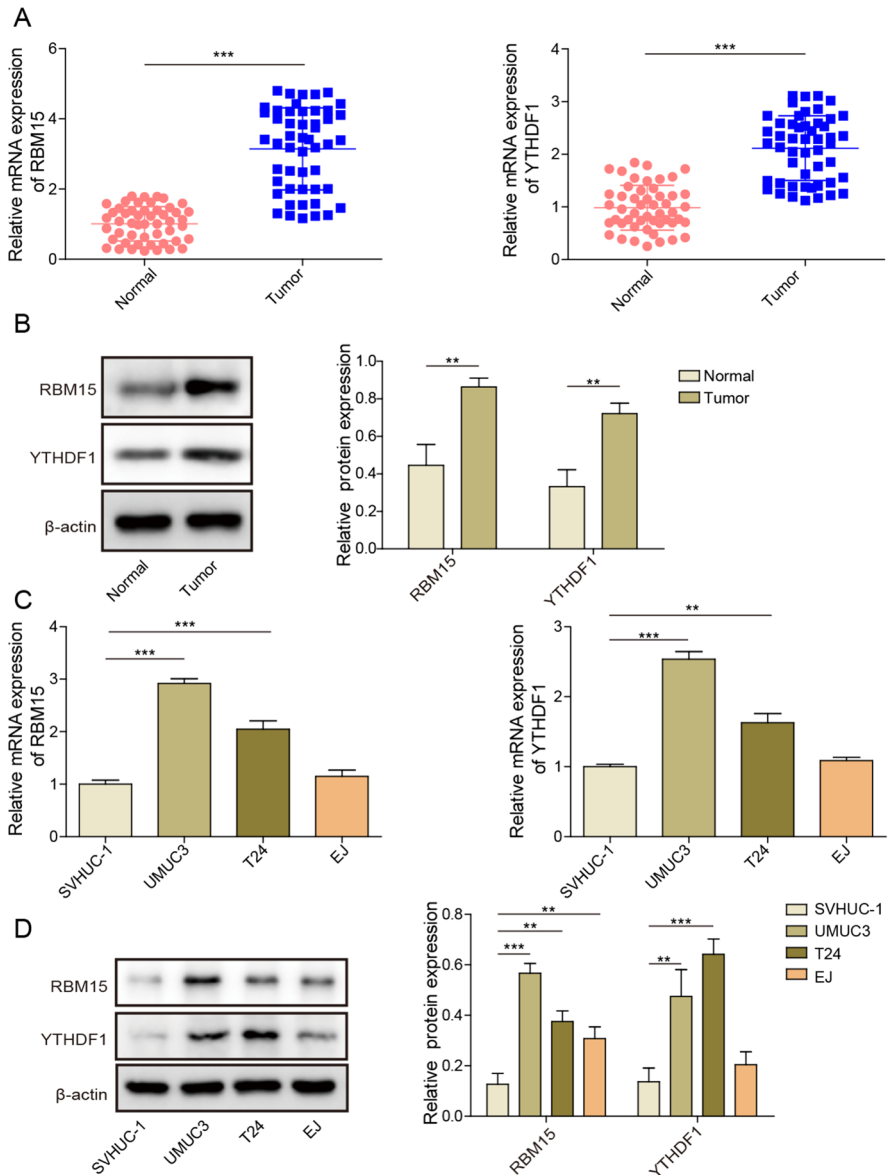 A
Relative mRNA expression
of RBM15
6
4
2
0
***
Normal
Tumor
Relative mRNA expression
of YTHDF1
4
3
2
1
0
***
Normal
Tumor
B
RBM15
YTHDF1
β-actin
Normal
Tumor
Relative protein expression
1.0
0.8
0.6
0.4
0.2
0.0
**
**
RBM15
YTHDF1
Normal
Tumor
C
Relative mRNA expression
of RBM15
4
3
2
1
0
***
***
SVHUC-1
UMUC3
T24
EJ
Relative mRNA expression
of YTHDF1
3
2
1
0
**
***
SVHUC-1
UMUC3
T24
EJ
D
RBM15
YTHDF1
β-actin
SVHUC-1
UMUC3
T24
EJ
Relative protein expression
0.8
0.6
0.4
0.2
0.0
**
**
***
***
**
RBM15
YTHDF1
SVHUC-1
UMUC3
T24
EJ